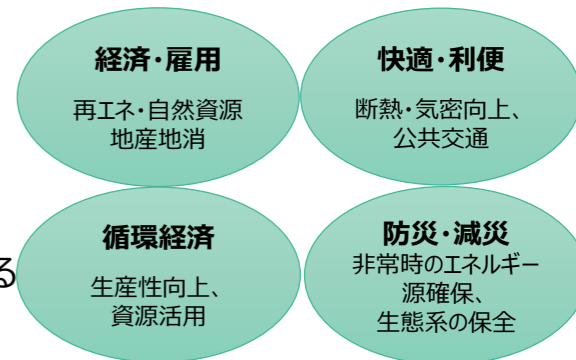 経済・雇用
再エネ・自然資源
地産地消
快適・利便
断熱・気密向上、
公共交通
循環経済
生産性向上、
資源活用
防災・減災
非常時のエネルギー
源確保、
生態系の保全
る